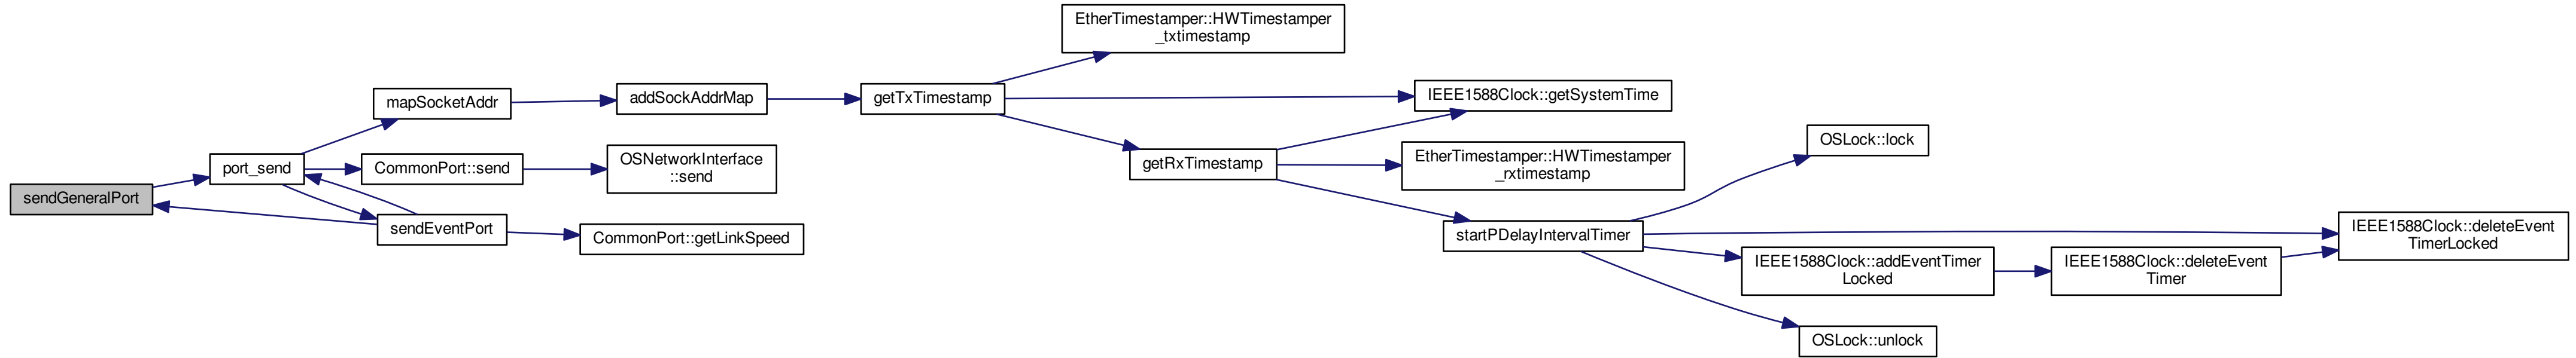 sendGeneralPort
port_send
mapSocketAddr
CommonPort::send
sendEventPort
addSockAddrMap
OSNetworkInterface
::send
CommonPort::getLinkSpeed
getTxTimestamp
EtherTimestamper::HWTimestamper
_txtimestamp
getRxTimestamp
IEEE1588Clock::getSystemTime
EtherTimestamper::HWTimestamper
_rxtimestamp
startPDelayIntervalTimer
OSLock::lock
IEEE1588Clock::addEventTimer
Locked
OSLock::unlock
IEEE1588Clock::deleteEvent
Timer
IEEE1588Clock::deleteEvent
TimerLocked